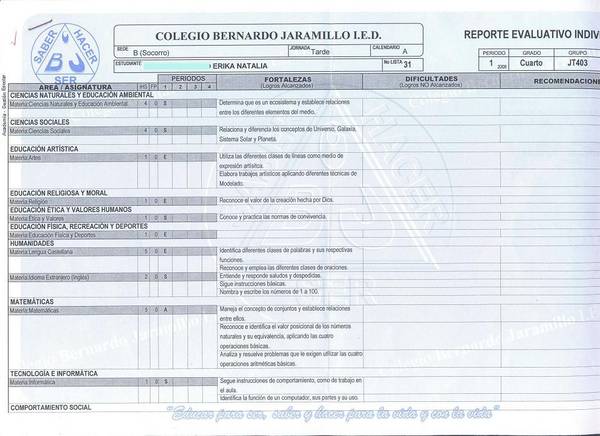 COLEGIO BERNARDO JARAMILLO I.E.D.
REPORTE EVALUATIVO INDIV
SABER HACER
BJ
SER
SEDE
B (Socorro)
JORNADA
Tarde
CALENDARIO
A
PERIODO GRADO GRUPO
1 2008 Cuarto JT403
ESTUDIANTE
ERIKA NATALIA
No LISTA 31
PERIODOS FORTALEZAS DIFICULTADES RECOMENDACION
AREA / ASIGNATURA IHS FP 1 2 3 4 (Logros Alcanzados) (Logros NO Alcanzados)
CIENCIAS NATURALES Y EDUCACIÓN AMBIENTAL
Materia:Ciencias Naturales y Educación Ambiental 4 0 S Determina que es un ecosistema y establece relaciones
entre los diferentes elementos del medio.
CIENCIAS SOCIALES
Materia:Ciencias Sociales 4 0 S Relaciona y diferencia los conceptos de Universo, Galaxia,
Sistema Solar y Planeta.
EDUCACIÓN ARTÍSTICA
Materia:Artes 1 0 E Utiliza las diferentes clases de líneas como medio de
expresión artística.
Elabora trabajos artísticos aplicando diferentes técnicas de
Modelado.
EDUCACIÓN RELIGIOSA Y MORAL
Materia:Religión 1 0 E Reconoce el valor de la creación hecha por Dios.
EDUCACIÓN ÉTICA Y VALORES HUMANOS
Materia:Ética y Valores 1 0 S Conoce y practica las normas de convivencia.
EDUCACIÓN FÍSICA, RECREACIÓN Y DEPORTES
Materia:Educación Física y Deportes 1 0 E
HUMANIDADES
Materia:Lengua Castellana 5 0 E Identifica diferentes clases de palabras y sus respectivas
funciones.
Reconoce y emplea las diferentes clases de oraciones.
Materia:Idioma Extranjero (Inglés) 2 0 S Entiende y responde saludos y despedidas.
Sigue instrucciones básicas.
Nombra y escribe números de 1 a 100.
MATEMÁTICAS
Materia:Matemáticas 5 0 A Maneja el concepto de conjuntos y establece relaciones
entre ellos.
Reconoce e identifica el valor posicional de los números
naturales y su equivalencia, aplicando las cuatro
operaciones básicas.
Analiza y resuelve problemas que le exigen utilizar las cuatro
operaciones aritméticas básicas.
TECNOLOGÍA E INFORMÁTICA
Materia:Informática 1 0 S Segue instrucciones de comportamiento, como de trabajo en
el aula.
Identifica la función de un computador, sus partes y su uso.
COMPORTAMIENTO SOCIAL
"Educar para ser, saber y hacer para la vida y con la vida"